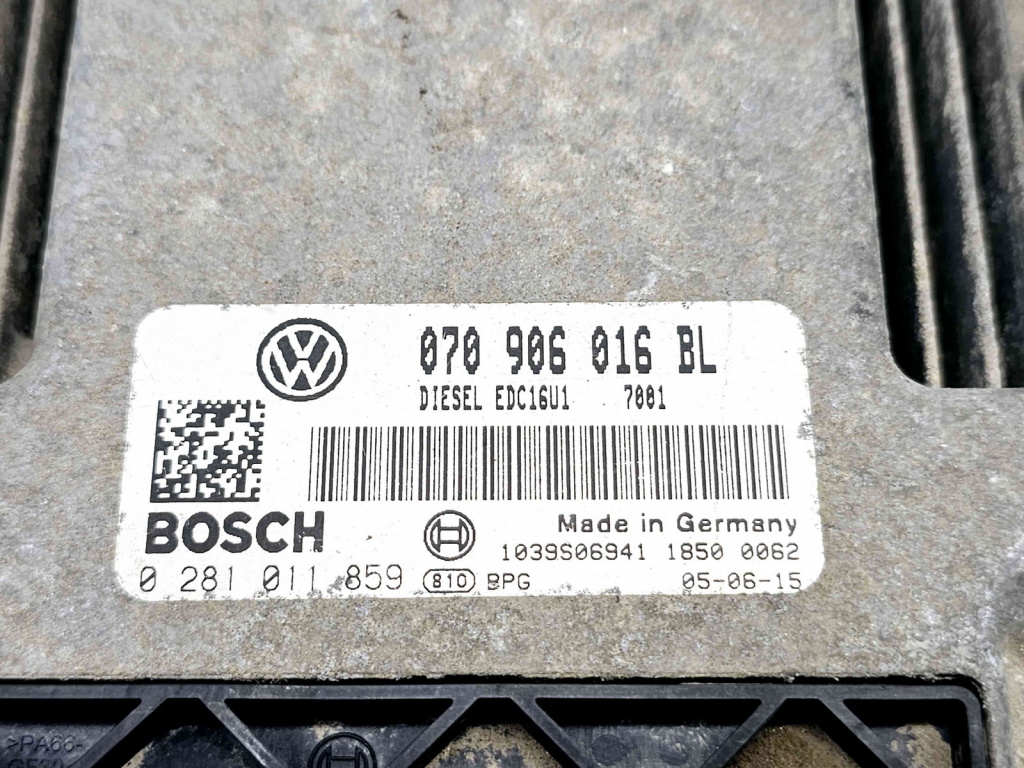 070 906 016 BL
DIESEL EDC16U1 7001
BOSCH
Made in Germany
1039S06941 1850 0062
0 281 011 859 810 BPG 05-06-15
>PA66-